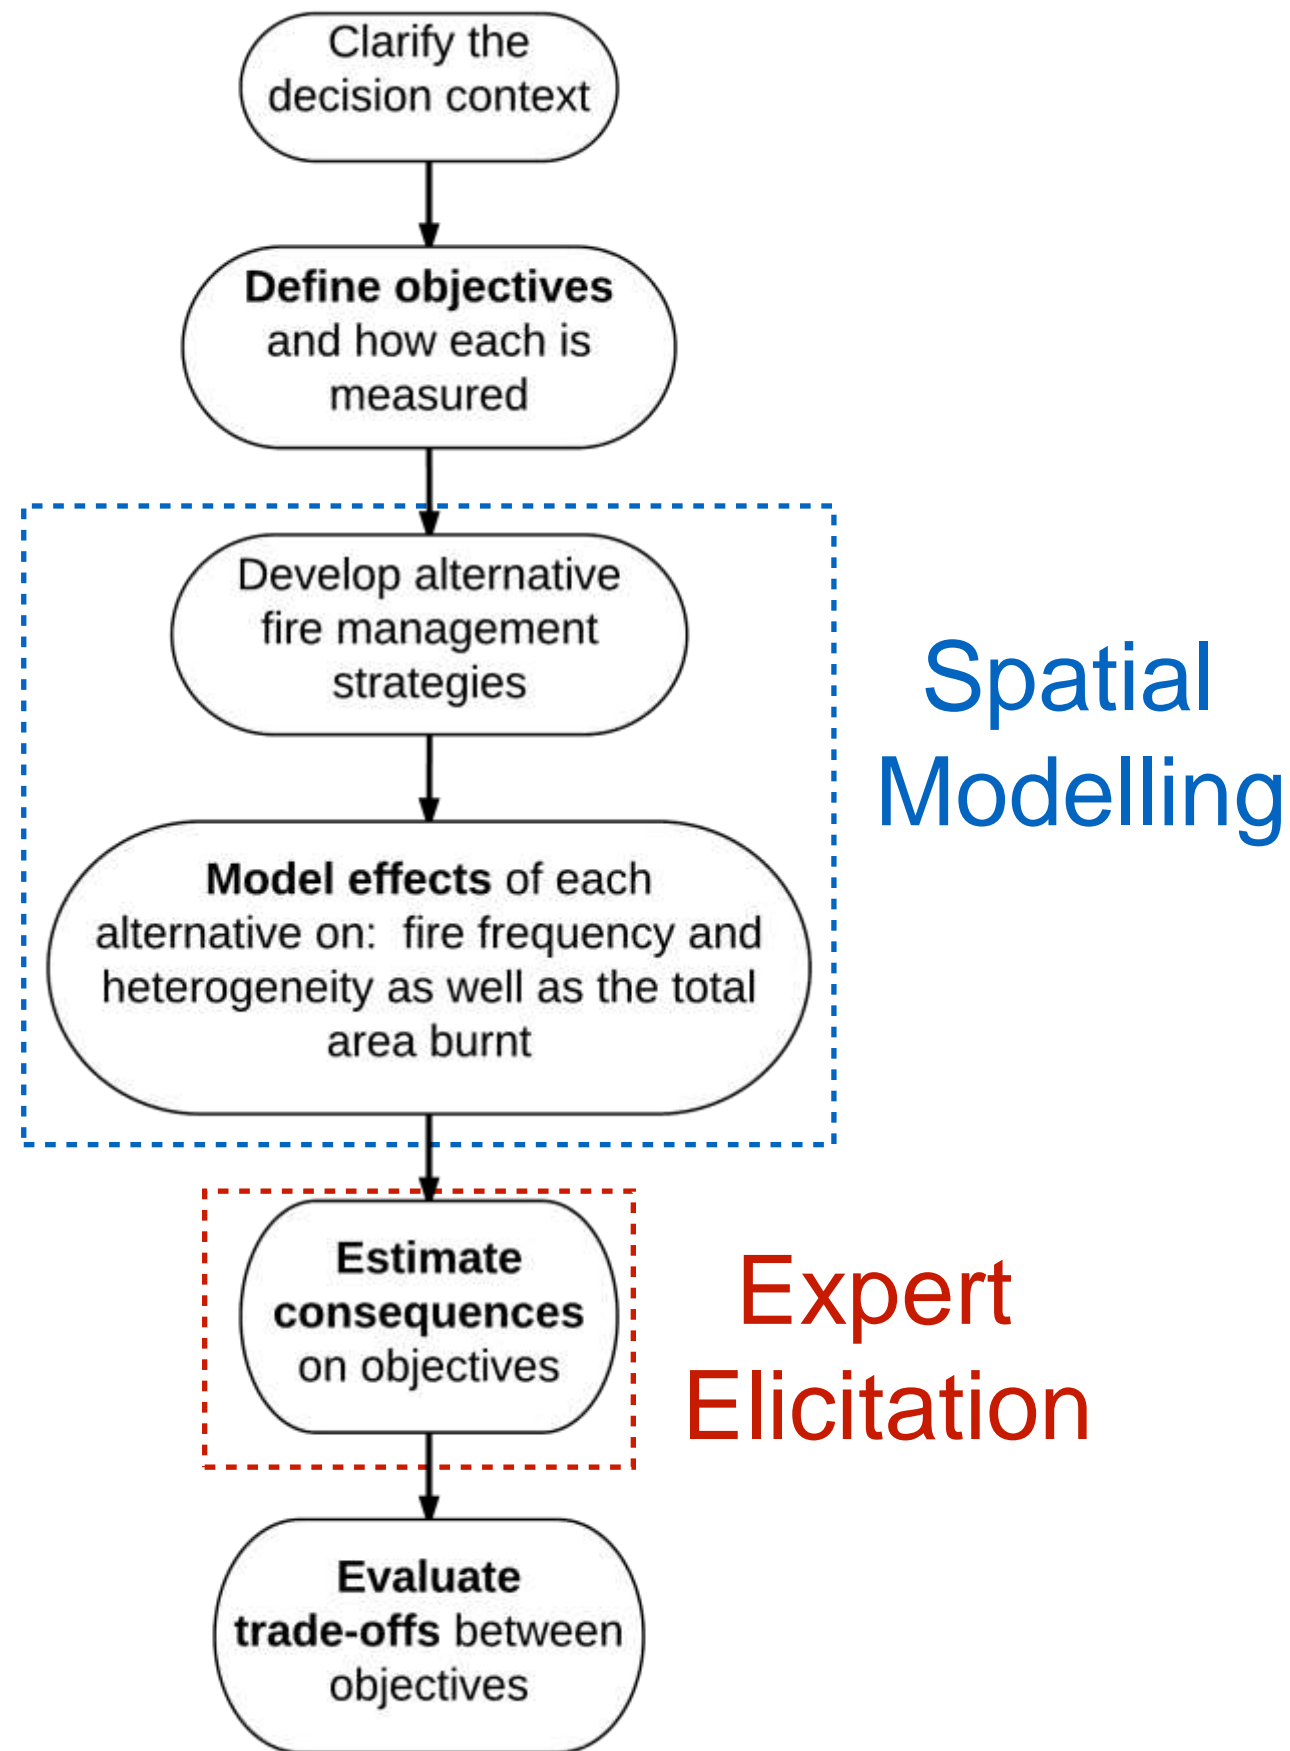 Clarify the
decision context
Define objectives
and how each is
measured
Develop alternative
fire management
strategies
Spatial
Modelling
Model effects of each
alternative on:  fire frequency and
heterogeneity as well as the total
area burnt
Estimate
consequences
on objectives
Expert
Elicitation
Evaluate
trade-offs between
objectives